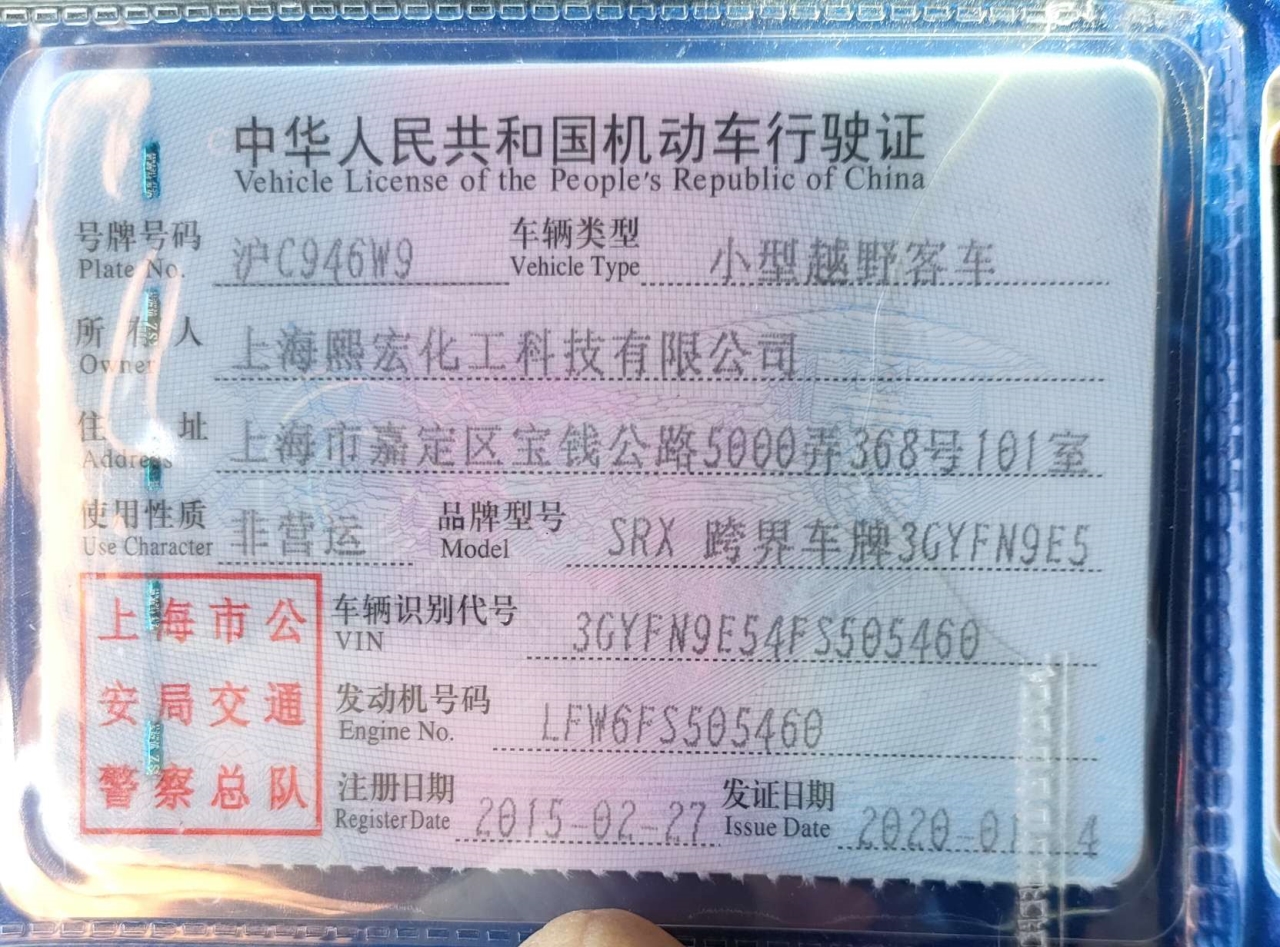 中华人民共和国机动车行驶证
Vehicle License of the People's Republic of China
号牌号码 沪C946W9 车辆类型 小型越野客车
Plate No. Vehicle Type
所有人 上海熙宏化工科技有限公司
Owner
住址 上海市嘉定区宝钱公路5000弄368号101室
Address
使用性质 非营运 品牌型号 SRX 跨界车牌3GYFN9E5
Use Character Model
上海市公
安局交通
警察总队
车辆识别代号 3GYFN9E54FS505460
VIN
发动机号码 LFW6FS505460
Engine No.
注册日期 2015-02-27 发证日期 2020-0
Register Date Issue Date